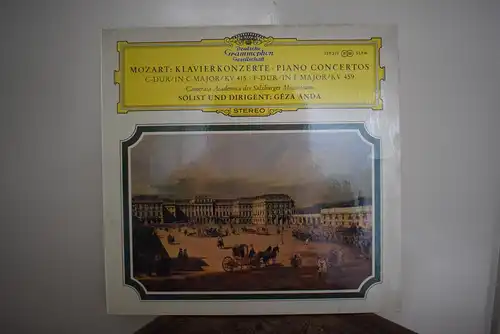 Deutsche
Grammophon
Gesellschaft
MOZART: KLAVIERKONZERTE · PIANO CONCERTOS
C-DUR/IN C MAJOR/KV 415 · F-DUR/IN F MAJOR/KV 459
Camerata Academica des Salzburger Mozarteums
SOLIST UND DIRIGENT: GÉZA ANDA
STEREO